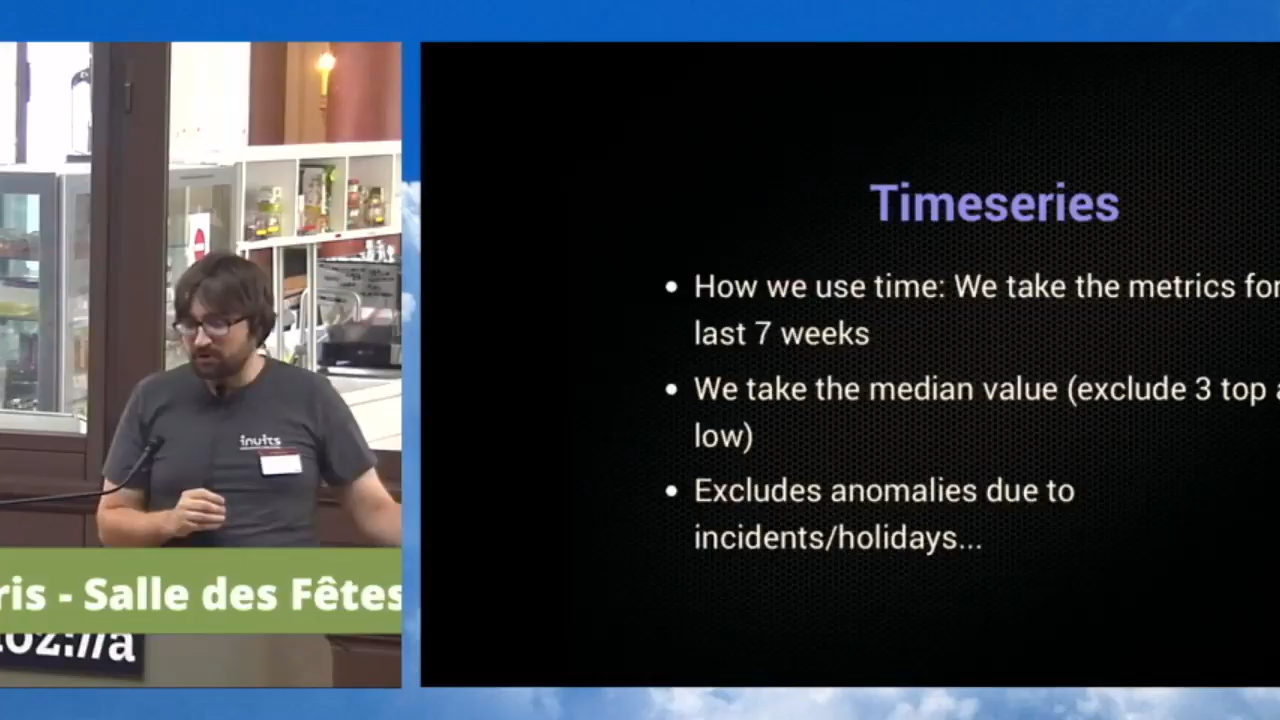 Timeseries
How we use time: We take the metrics for
last 7 weeks
We take the median value (exclude 3 top
low)
Excludes anomalies due to
incidents/holidays...
inuits
ris - Salle des Fêtes
oz://a